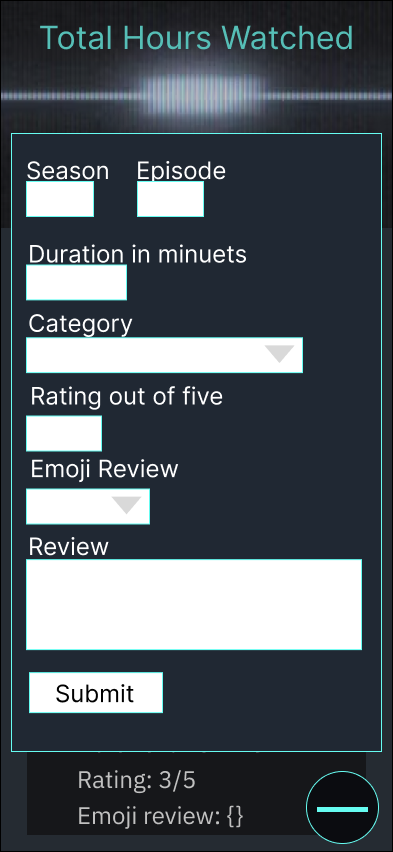 Total Hours Watched
Season Episode
Duration in minuets
Category
Rating out of five
Emoji Review
Review
Submit
Rating: 3/5
Emoji review: {}